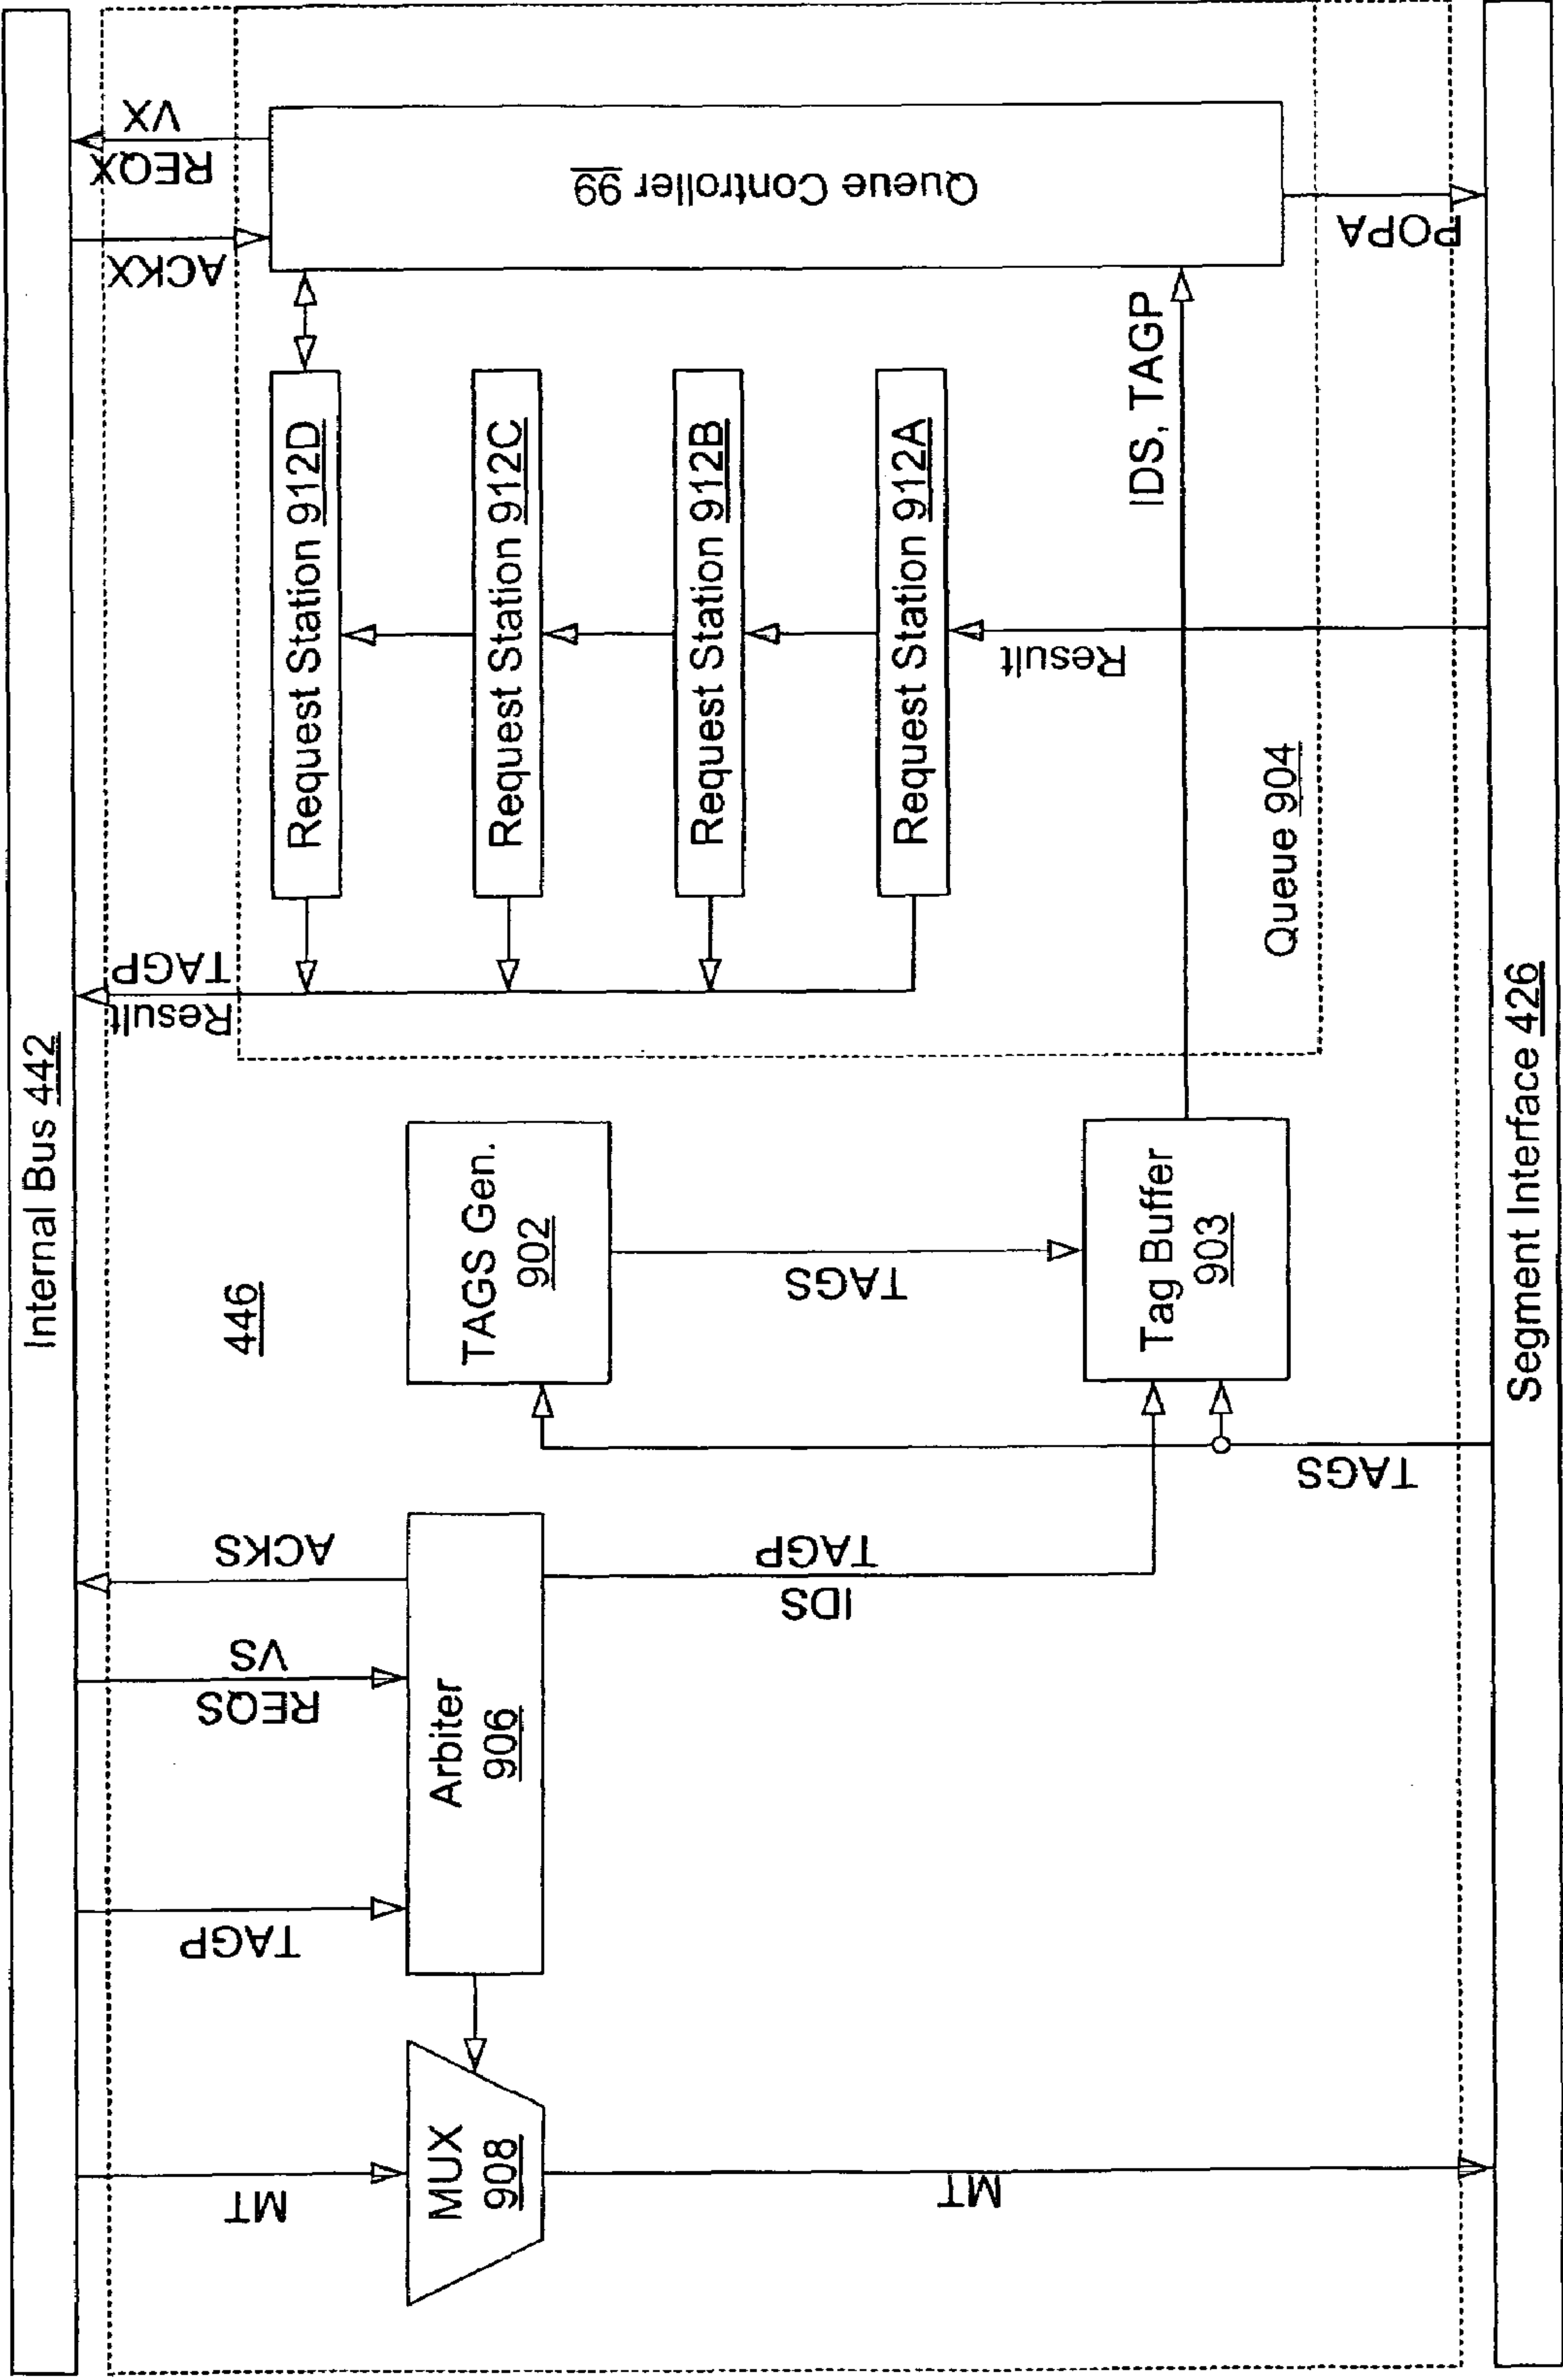 Internal Bus 442
MT
TAGP
REQS
VS
ACKS
446
Result
TAGP
ACKX
REQX
VX
MUX
908
Arbiter
906
TAGS Gen.
902
Request Station 912D
Request Station 912C
Request Station 912B
Request Station 912A
Queue Controller 99
MT
IDS
TAGP
TAGS
TAGS
Tag Buffer
903
Result
IDS, TAGP
Queue 904
POPA
Segment Interface 426